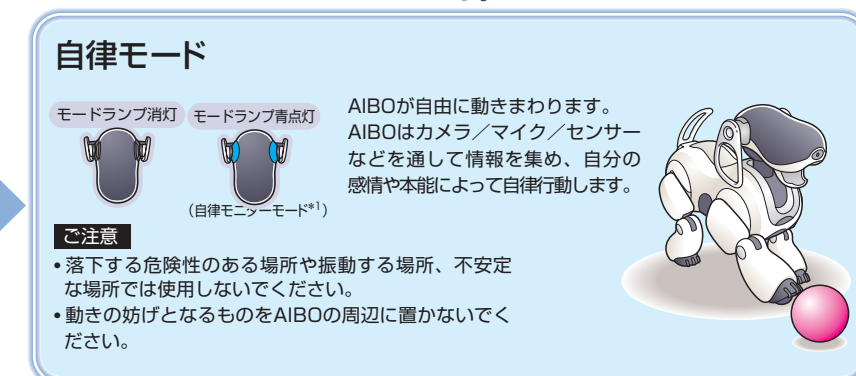 自律モード
モードランプ消灯 モードランプ青点灯
(自律モニターモード*1)
AIBOが自由に動きまわります。
AIBOはカメラ／マイク／センサー
などを通して情報を集め、自分の
感情や本能によって自律行動します。
ご注意
•落下する危険性のある場所や振動する場所、不安定
な場所では使用しないでください。
•動きの妨げとなるものをAIBOの周辺に置かないでく
ださい。